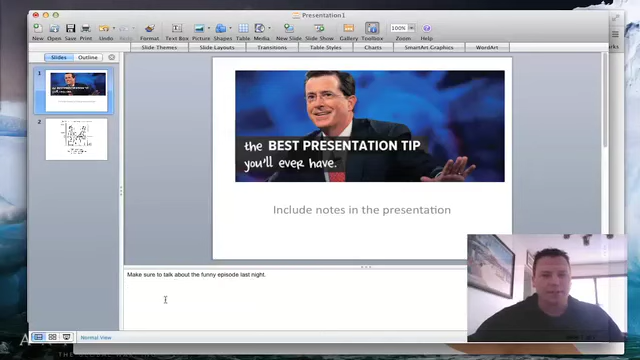 Presentation1
New Open Save Print Undo Redo Format Text Box Picture Shapes Table Media New Slide Slide Show Gallery Toolbox Zoom Help
100%
Slide Themes Slide Layouts Transitions Table Styles Charts SmartArt Graphics WordArt
Slides Outline
1
2
the BEST PRESENTATION TIP
you'll ever have.
Include notes in the presentation
Make sure to talk about the funny episode last night.
Normal View